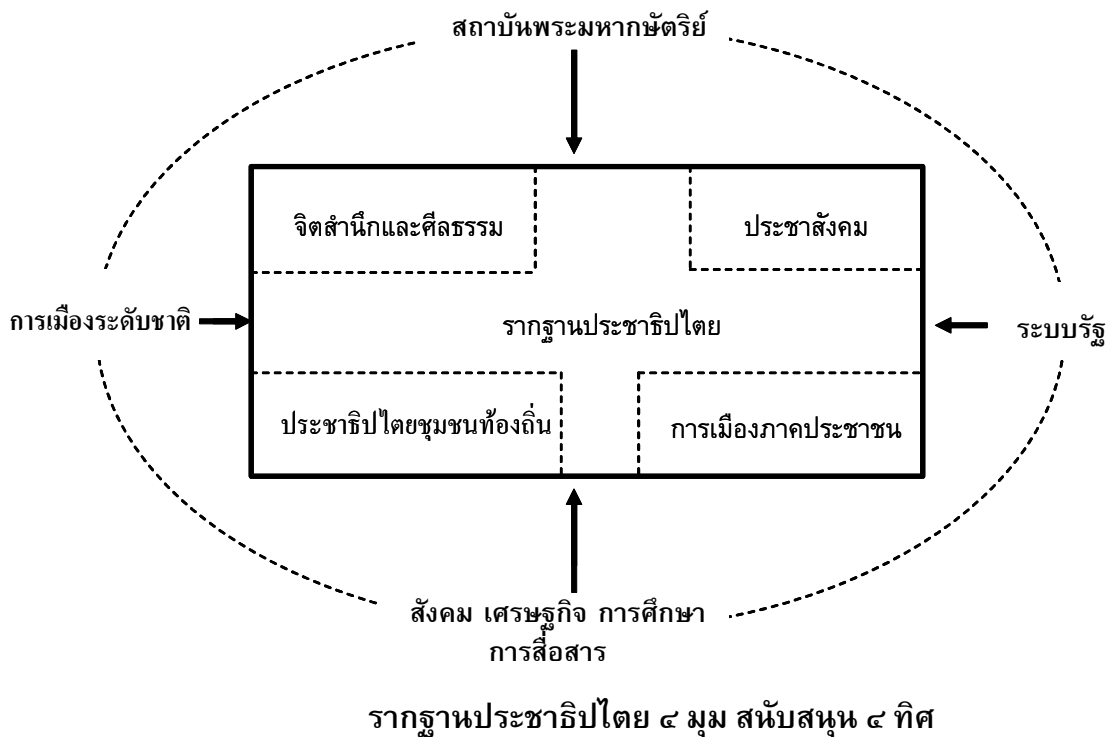 สถาบันพระมหากษัตริย์
จิตสำนึกและศีลธรรม
ประชาสังคม
การเมืองระดับชาติ
รากฐานประชาธิปไตย
ระบบรัฐ
ประชาธิปไตยชุมชนท้องถิ่น
การเมืองภาคประชาชน
สังคม เศรษฐกิจ การศึกษา
การสื่อสาร
รากฐานประชาธิปไตย ๔ มุม สนับสนุน ๔ ทิศ